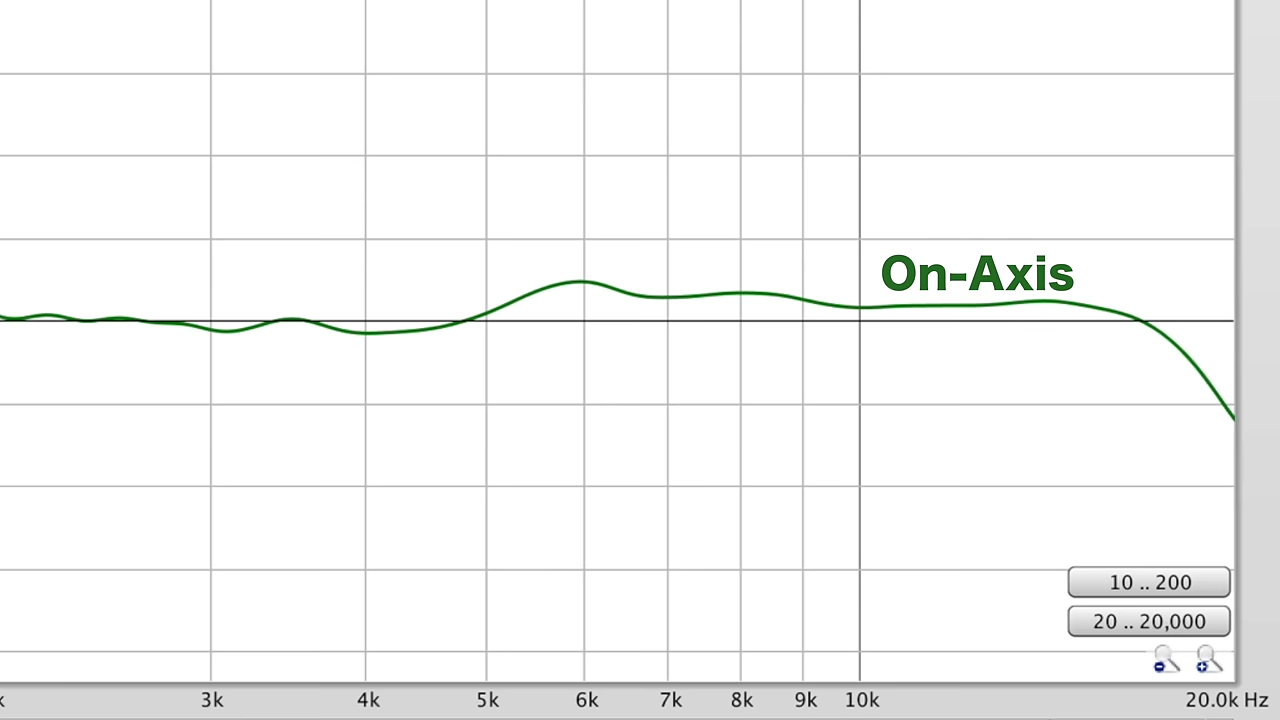 On-Axis
10 .. 200
20 .. 20,000
3k 4k 5k 6k 7k 8k 9k 10k 20.0k Hz